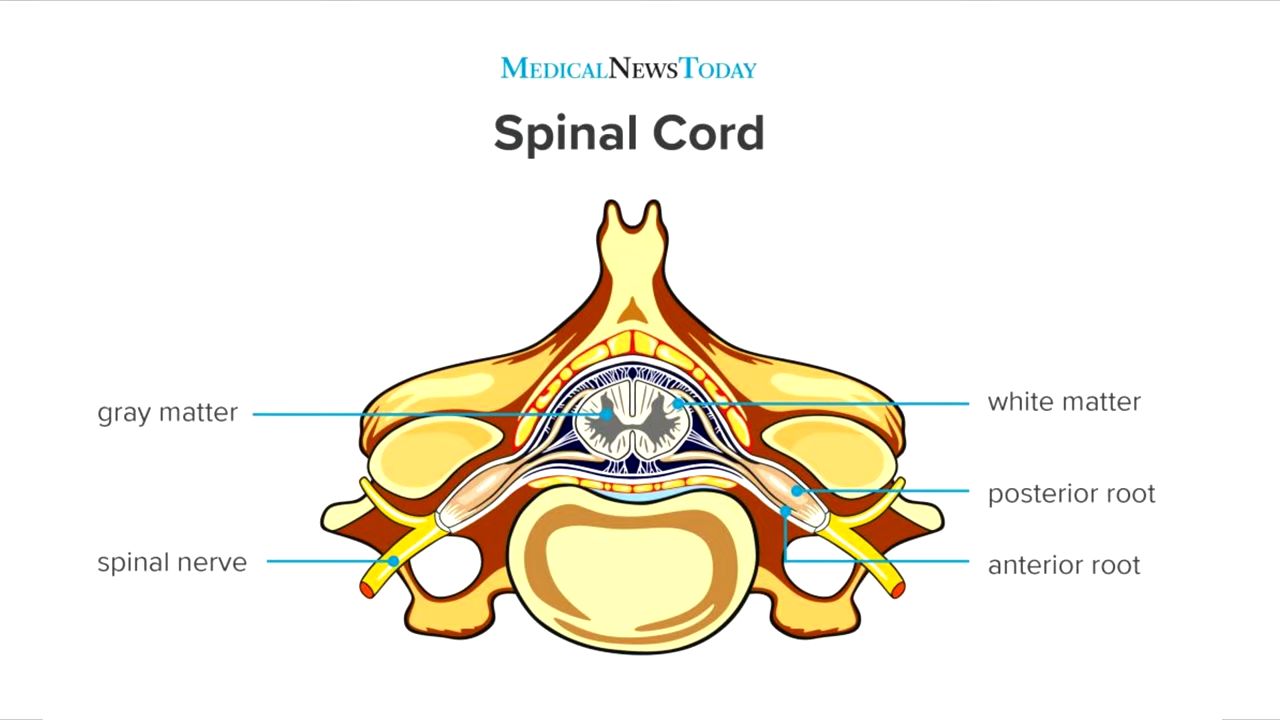 MEDICALNEWSTODAY
Spinal Cord
gray matter
white matter
posterior root
spinal nerve
anterior root